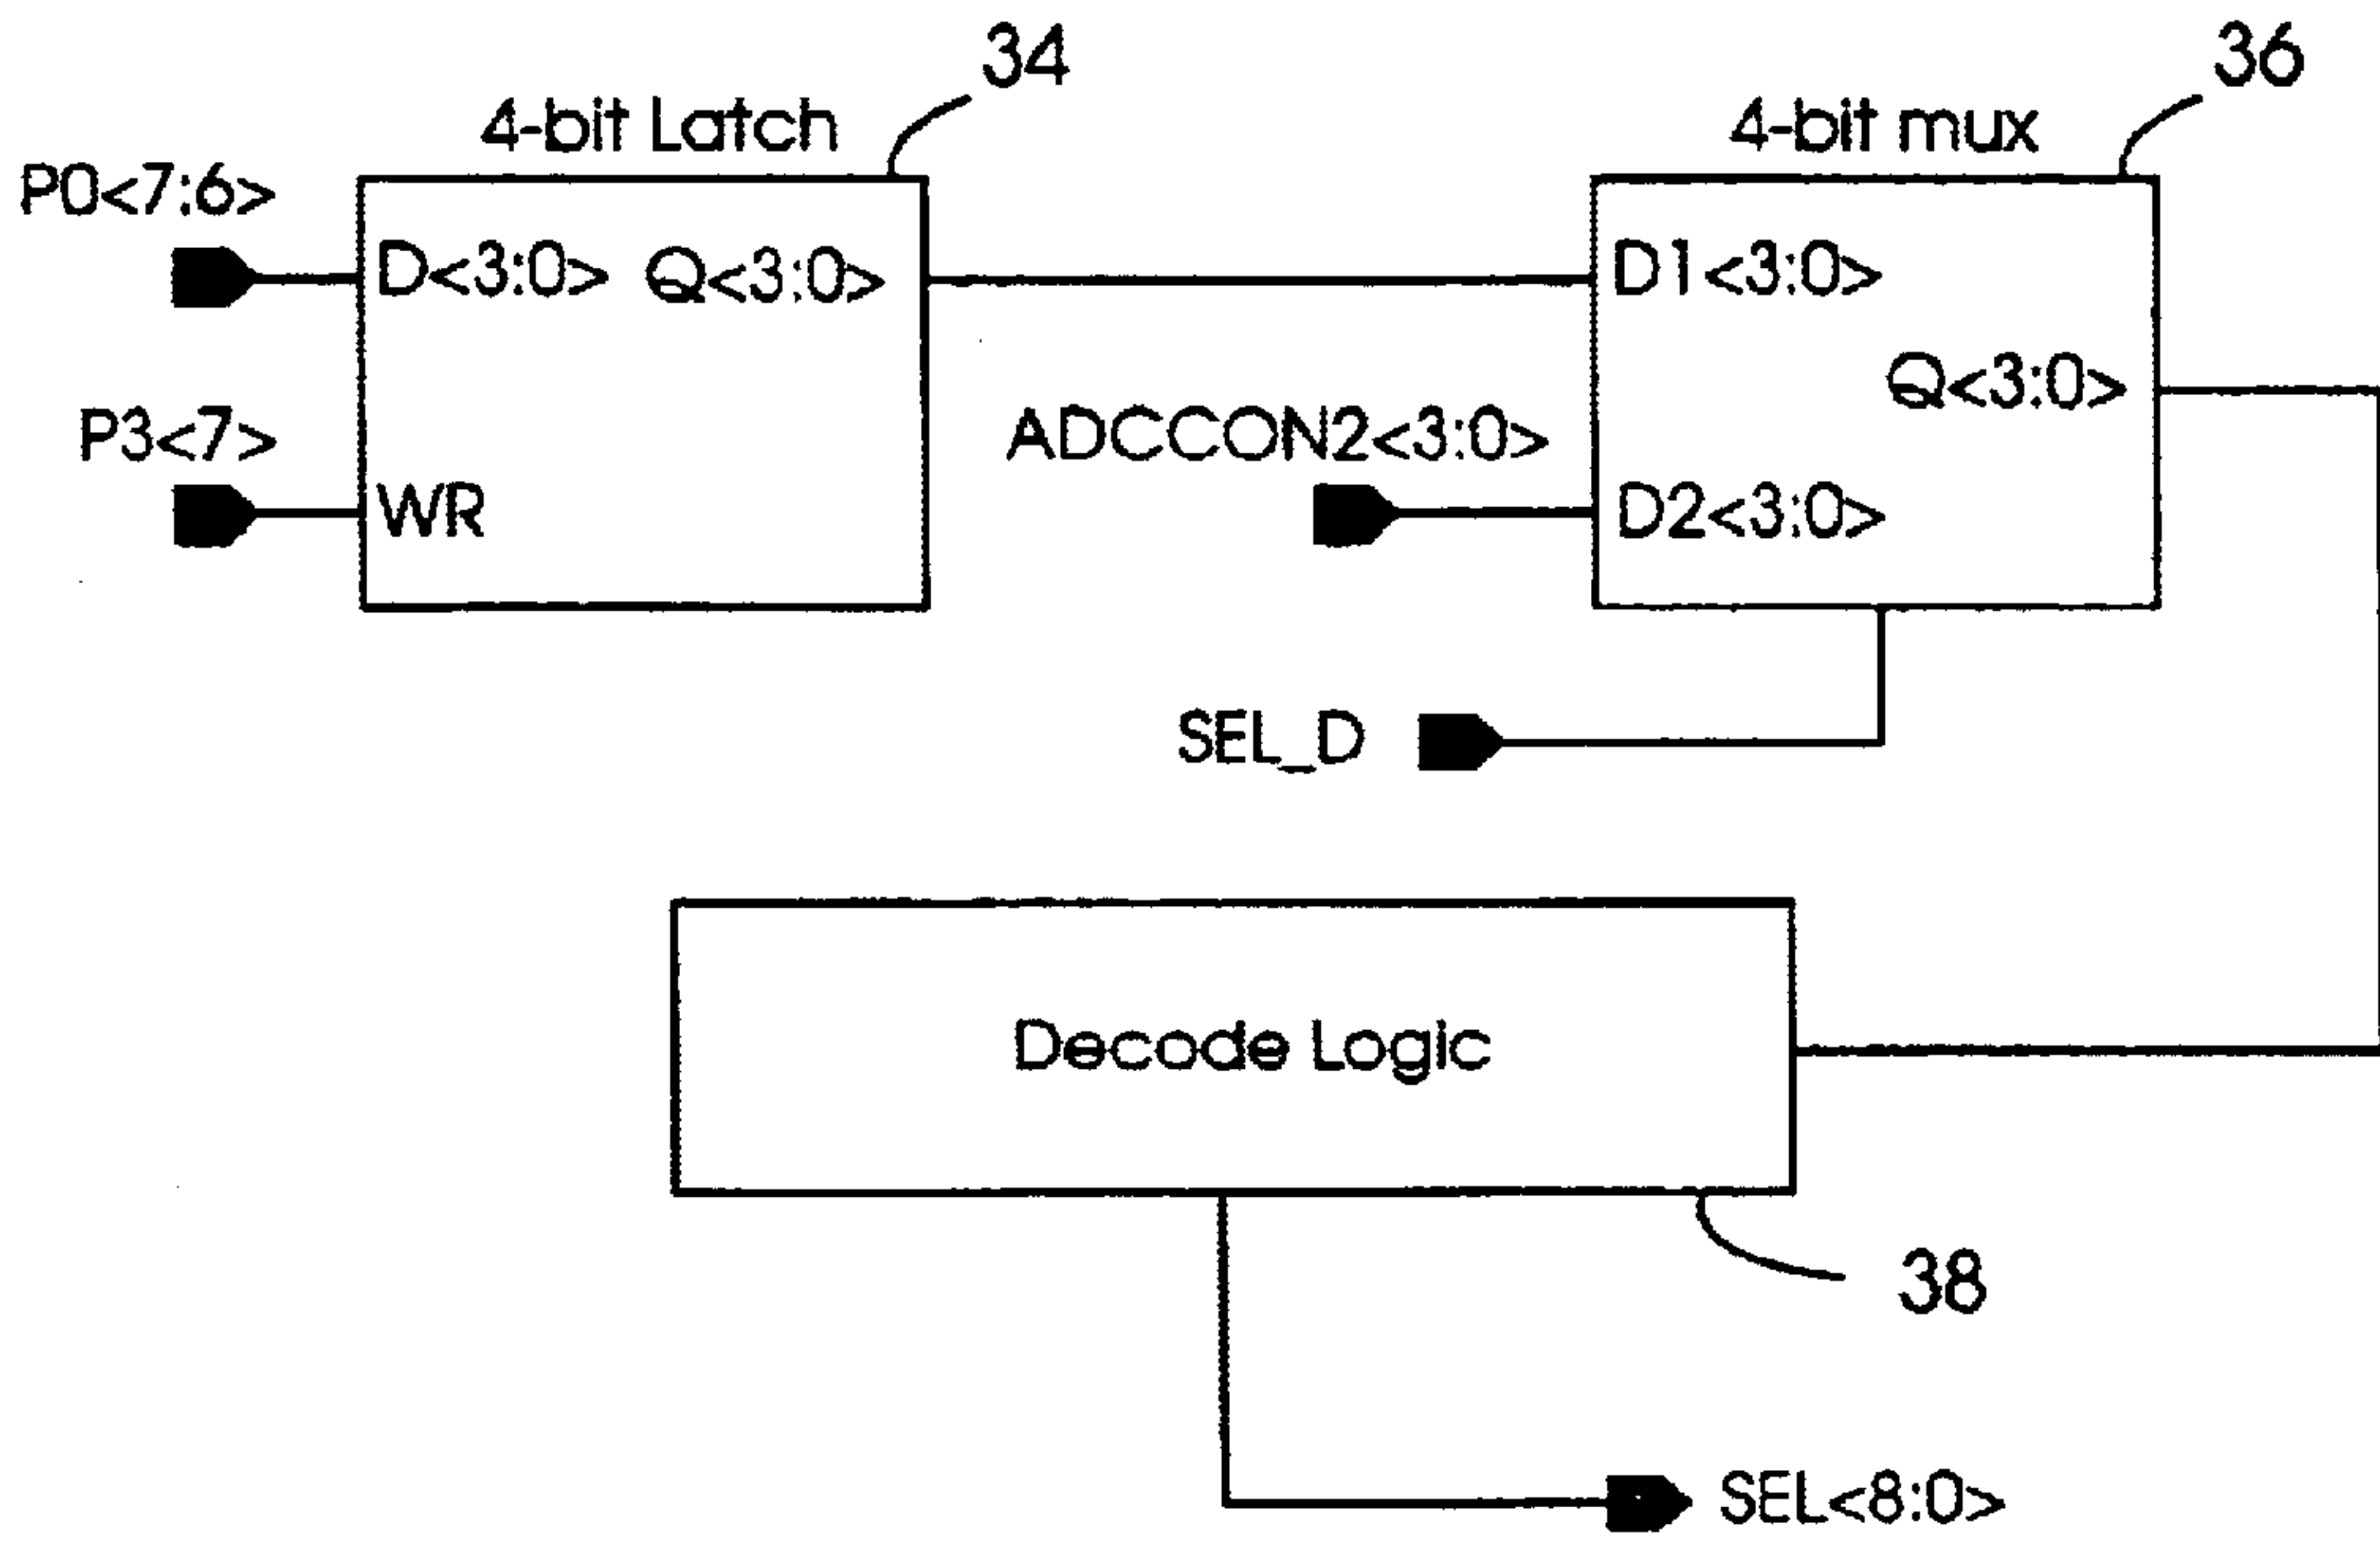 34
36
4-bit Latch
4-bit mux
P0<7:6>
D<3:0> Q<3:0>
D1<3:0>
Q<3:0>
P3<7>
ADCCON2<3:0>
WR
D2<3:0>
SEL_D
Decode Logic
38
SEL<8:0>